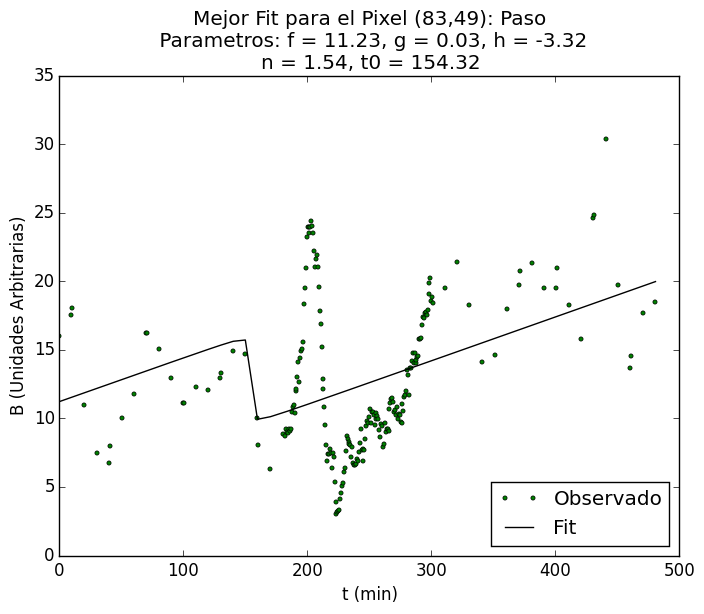 Mejor Fit para el Pixel (83,49): Paso
Parametros: f = 11.23, g = 0.03, h = -3.32
n = 1.54, t0 = 154.32
B (Unidades Arbitrarias)
35
30
25
20
15
10
5
0
0 100 200 300 400 500
t (min)
Observado
Fit